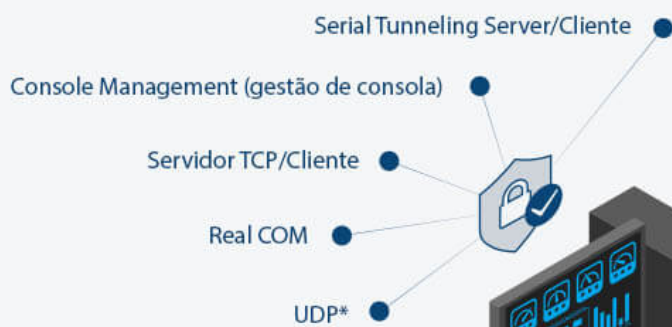 Serial Tunneling Server/Cliente
Console Management (gestão de consola)
Servidor TCP/Cliente
Real COM
UDP*